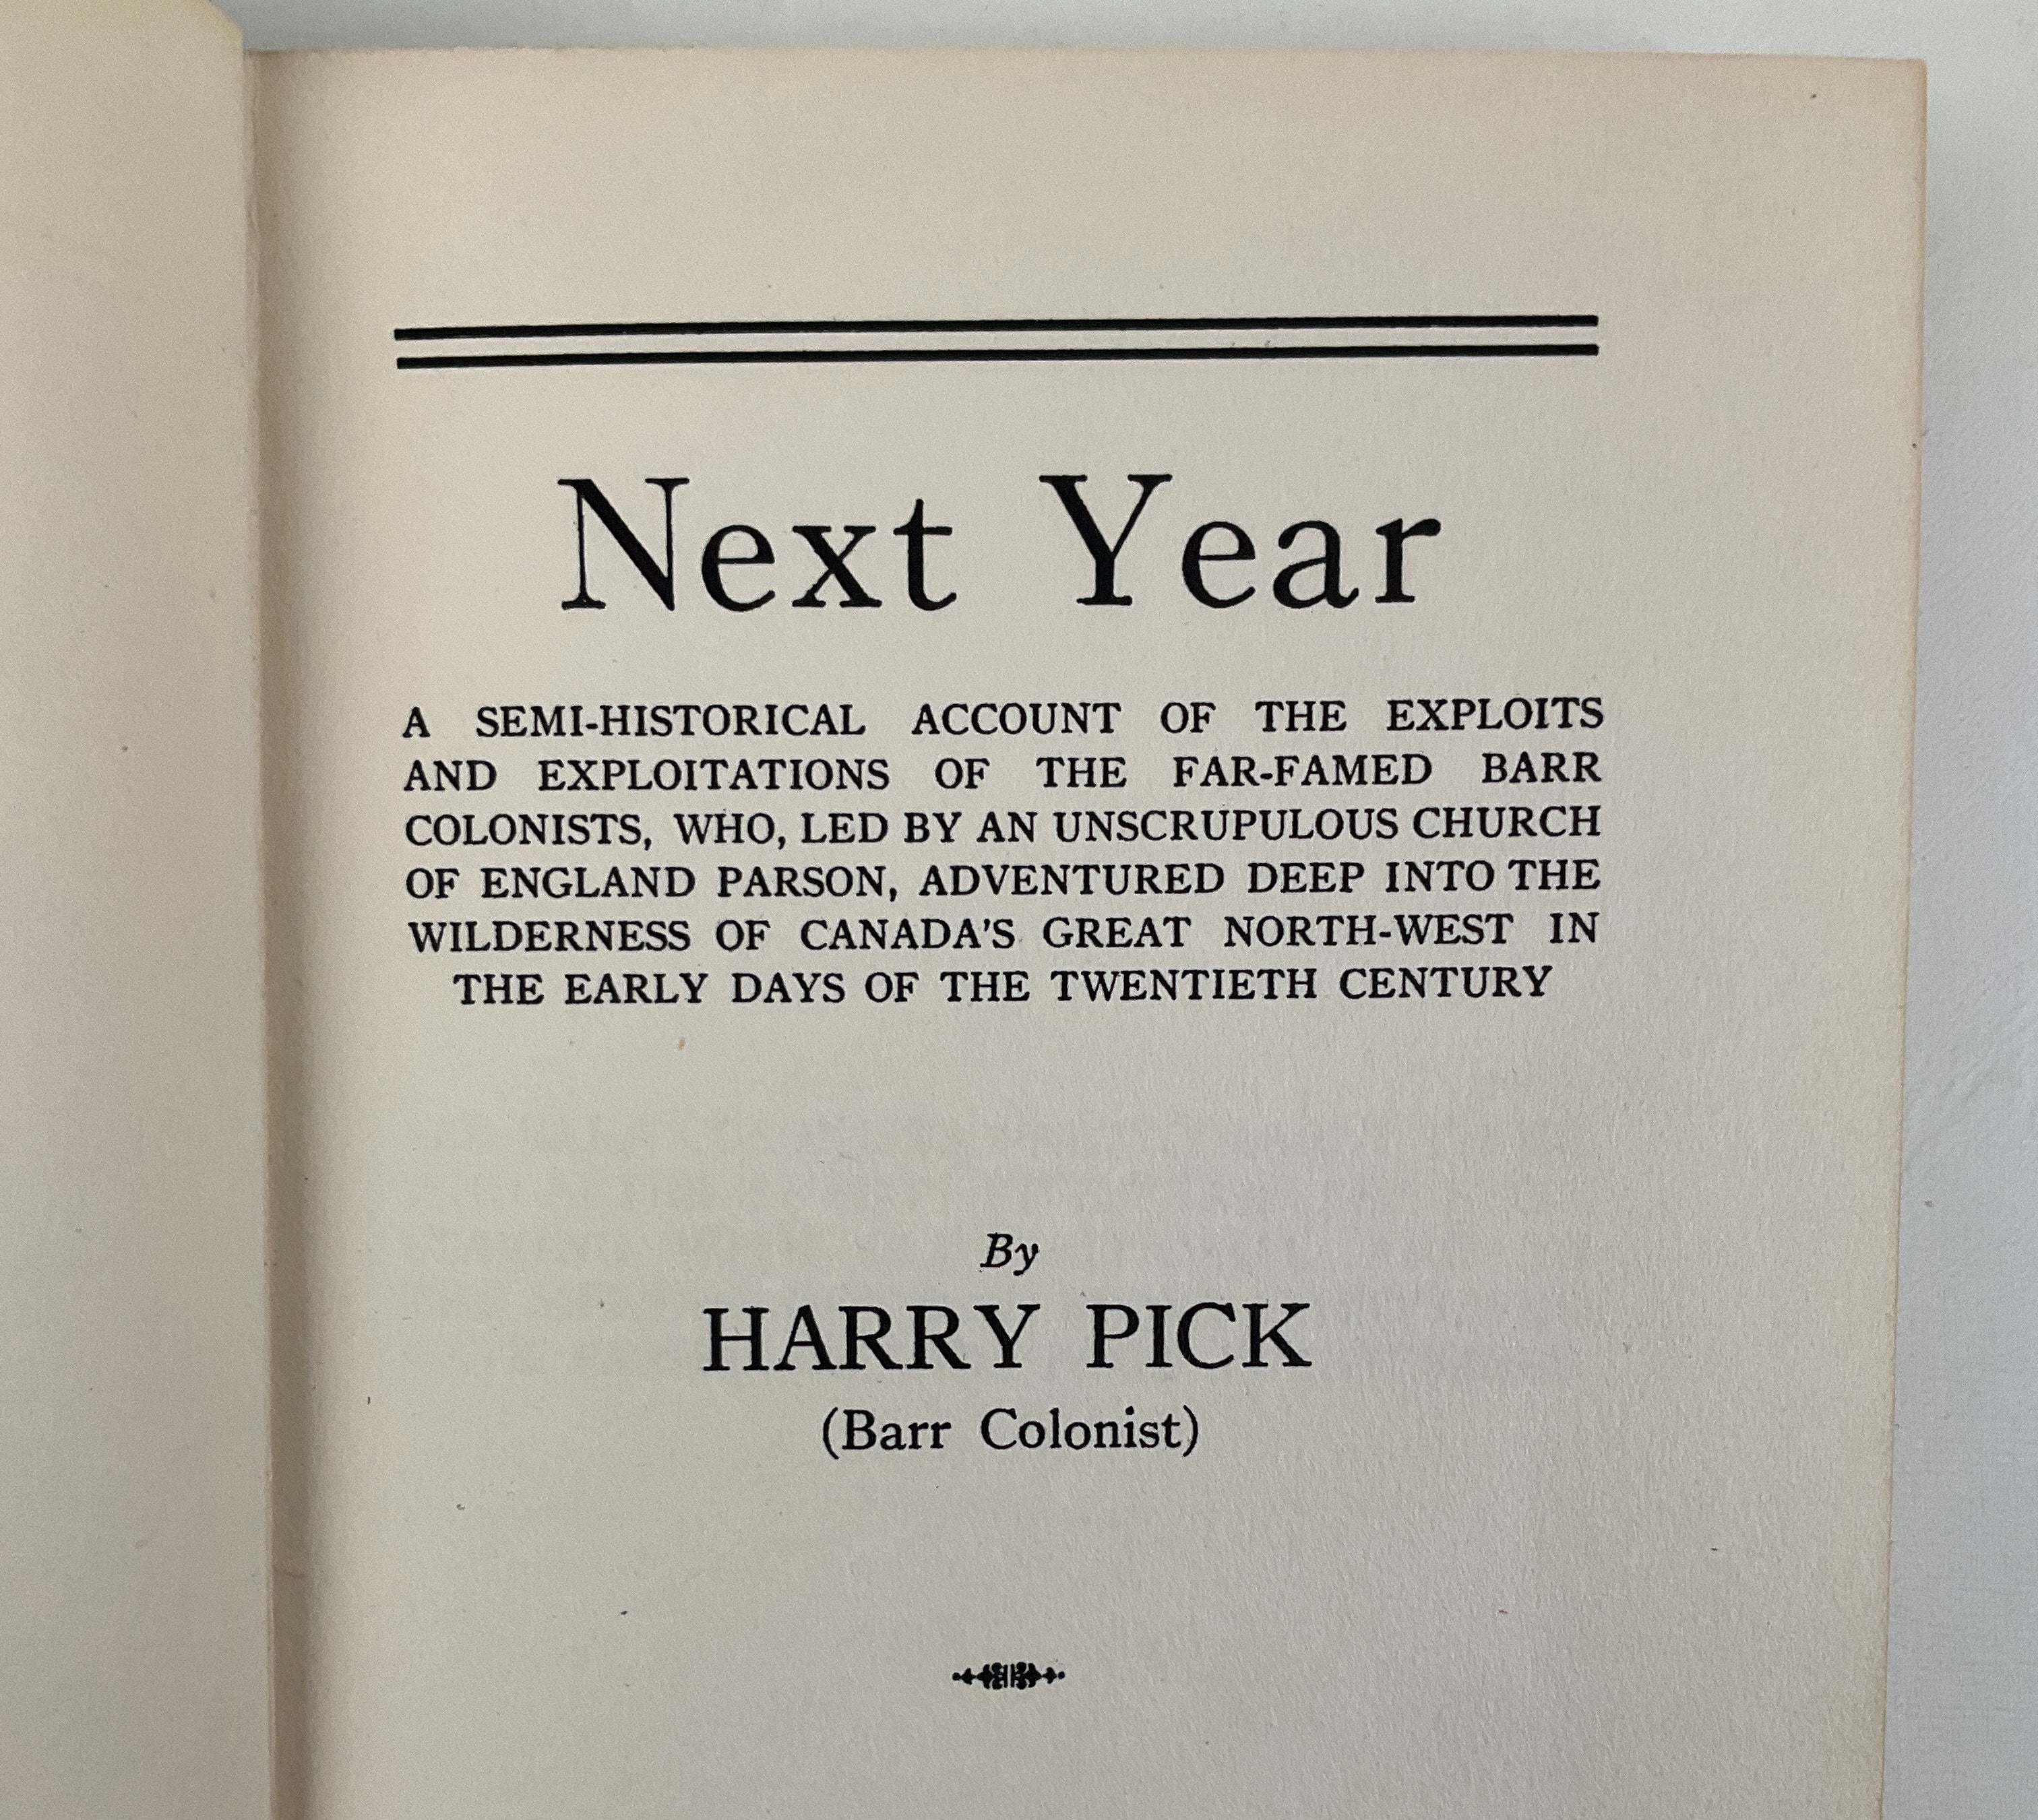 Next Year
A SEMI-HISTORICAL ACCOUNT OF THE EXPLOITS
AND EXPLOITATIONS OF THE FAR-FAMED BARR
COLONISTS, WHO, LED BY AN UNSCRUPULOUS CHURCH
OF ENGLAND PARSON, ADVENTURED DEEP INTO THE
WILDERNESS OF CANADA'S GREAT NORTH-WEST IN
THE EARLY DAYS OF THE TWENTIETH CENTURY
By
HARRY PICK
(Barr Colonist)